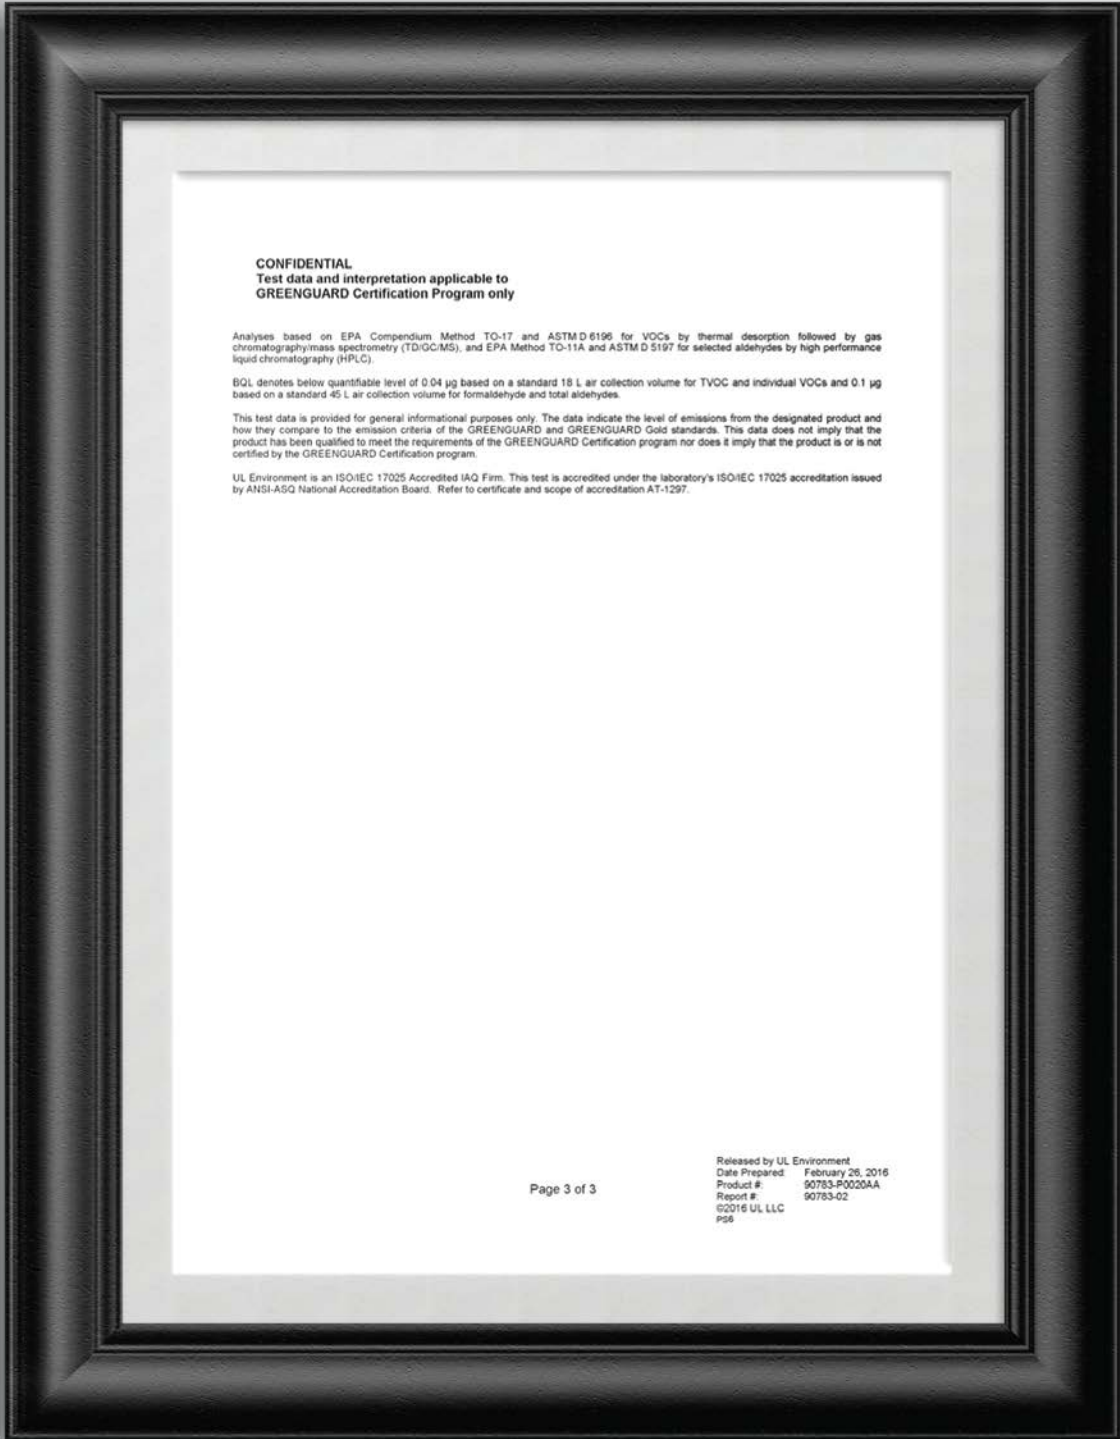 CONFIDENTIAL
Test data and interpretation applicable to
GREENGUARD Certification Program only
Analyses based on EPA Compendium Method TO-17 and ASTM D 6196 for VOCs by thermal desorption followed by gas
chromatography/mass spectrometry (TD/GC/MS), and EPA Method TO-11A and ASTM D 5197 for selected aldehydes by high performance
liquid chromatography (HPLC).
BQL denotes below quantifiable level of 0.04 µg based on a standard 18 L air collection volume for TVOC and individual VOCs and 0.1 µg
based on a standard 45 L air collection volume for formaldehyde and total aldehydes.
This test data is provided for general informational purposes only. The data indicate the level of emissions from the designated product and
how they compare to the emission criteria of the GREENGUARD and GREENGUARD Gold standards. This data does not imply that the
product has been qualified to meet the requirements of the GREENGUARD Certification program nor does it imply that the product is or is not
certified by the GREENGUARD Certification program.
UL Environment is an ISO/IEC 17025 Accredited IAQ Firm. This test is accredited under the laboratory's ISO/IEC 17025 accreditation issued
by ANSI-ASQ National Accreditation Board. Refer to certificate and scope of accreditation AT-1297.
Page 3 of 3
Released by UL Environment
Date Prepared: February 26, 2016
Product #: 90783-P0020AA
Report #: 90783-02
©2016 UL LLC
PS6